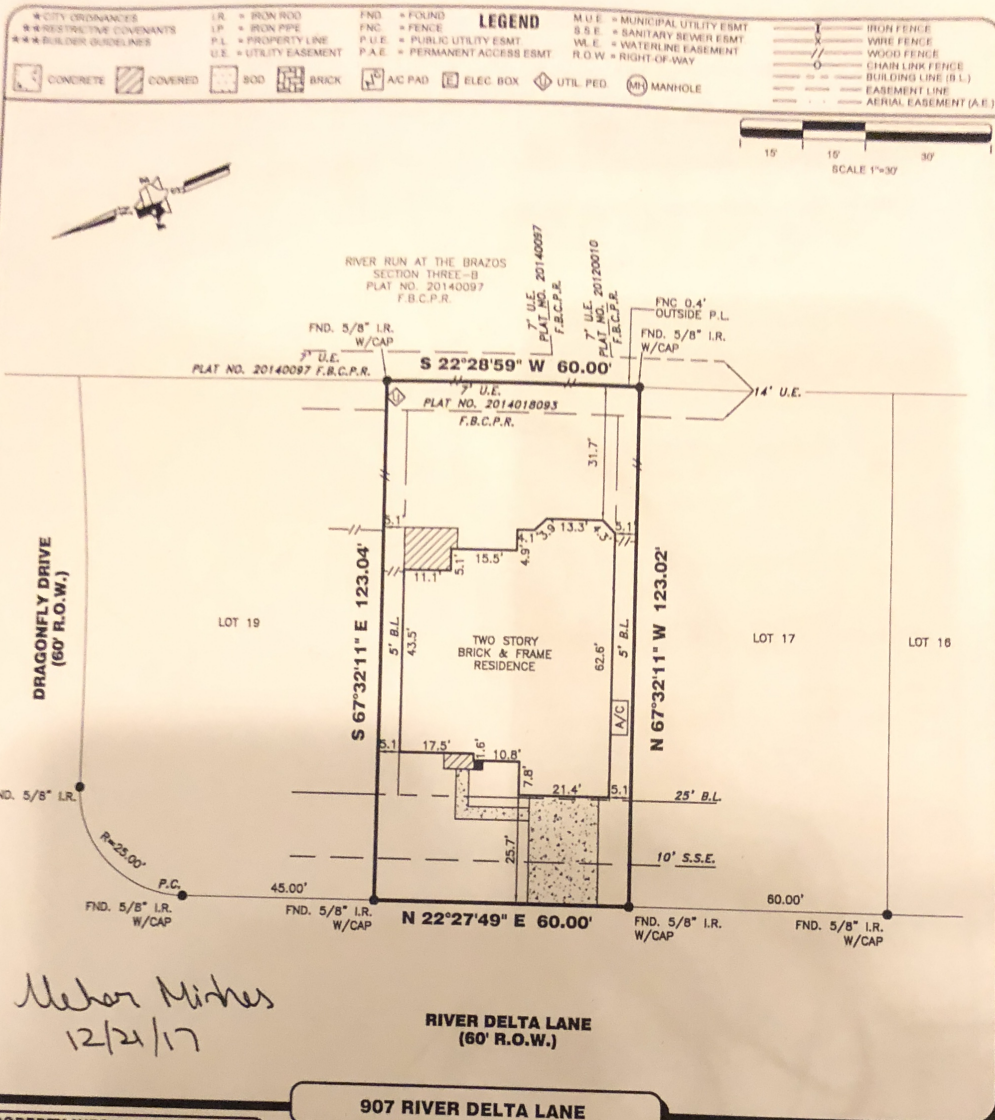 ★ CITY ORDINANCES
★★ RESTRICTIVE COVENANTS
★★★ BUILDER GUIDELINES
I.R. = IRON ROD
I.P. = IRON PIPE
P.L. = PROPERTY LINE
U.E. = UTILITY EASEMENT
FND. = FOUND
FNC. = FENCE
P.U.E. = PUBLIC UTILITY ESMT
P.A.E. = PERMANENT ACCESS ESMT
LEGEND
M.U.E. = MUNICIPAL UTILITY ESMT
S.S.E. = SANITARY SEWER ESMT
W.L.E. = WATERLINE EASEMENT
R.O.W. = RIGHT-OF-WAY
IRON FENCE
WIRE FENCE
WOOD FENCE
CHAIN LINK FENCE
BUILDING LINE (B.L.)
EASEMENT LINE
AERIAL EASEMENT (A.E.)
CONCRETE
COVERED
SOD
BRICK
A/C PAD
E ELEC. BOX
U UTIL. PED.
MH MANHOLE
15' 15' 30'
SCALE 1"=30'
RIVER RUN AT THE BRAZOS
SECTION THREE-B
PLAT NO. 20140097
F.B.C.P.R.
7' U.E.
PLAT NO. 20140097
F.B.C.P.R.
7' U.E.
PLAT NO. 20120010
F.B.C.P.R.
FNC 0.4'
OUTSIDE P.L.
FND. 5/8" I.R.
W/CAP
FND. 5/8" I.R.
W/CAP
7' U.E.
PLAT NO. 20140097 F.B.C.P.R.
S 22°28'59" W 60.00'
14' U.E.
7' U.E.
PLAT NO. 2014018093
F.B.C.P.R.
U
31.7'
5.1'
13.3'
3.9'
4.9'
5.1'
15.5'
5.1'
11.1'
DRAGONFLY DRIVE
(60' R.O.W.)
LOT 19
S 67°32'11" E 123.04'
5' B.L.
43.5'
TWO STORY
BRICK & FRAME
RESIDENCE
62.6'
5' B.L.
A/C
N 67°32'11" W 123.02'
LOT 17
LOT 16
5.1
17.5'
1.6'
10.8'
7.8'
21.4'
5.1
25' B.L.
ND. 5/8" I.R.
R=25.00'
25.7'
10' S.S.E.
P.C.
45.00'
60.00'
FND. 5/8" I.R.
W/CAP
FND. 5/8" I.R.
W/CAP
N 22°27'49" E 60.00'
FND. 5/8" I.R.
W/CAP
FND. 5/8" I.R.
W/CAP
12/21/17
RIVER DELTA LANE
(60' R.O.W.)
907 RIVER DELTA LANE